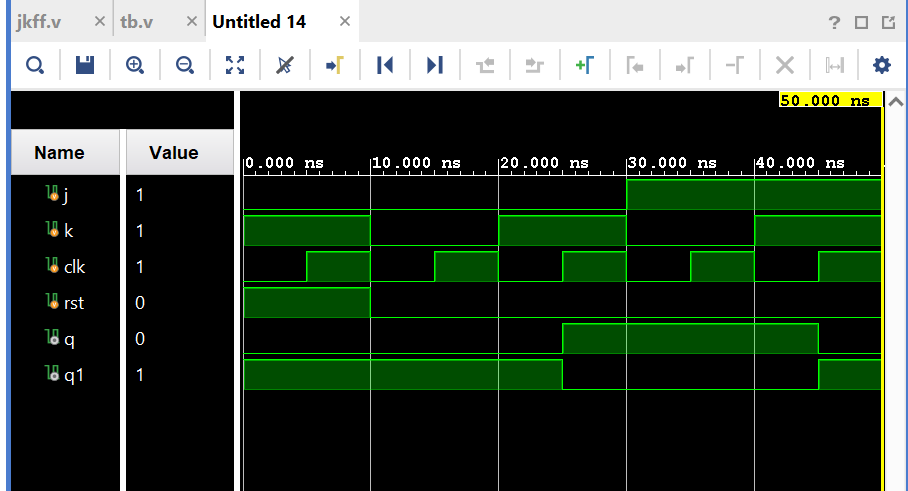 jkff.v × tb.v × Untitled 14 × ?
50.000 ns
Name Value
0.000 ns 10.000 ns 20.000 ns 30.000 ns 40.000 ns
j 1
k 1
clk 1
rst 0
q 0
q1 1